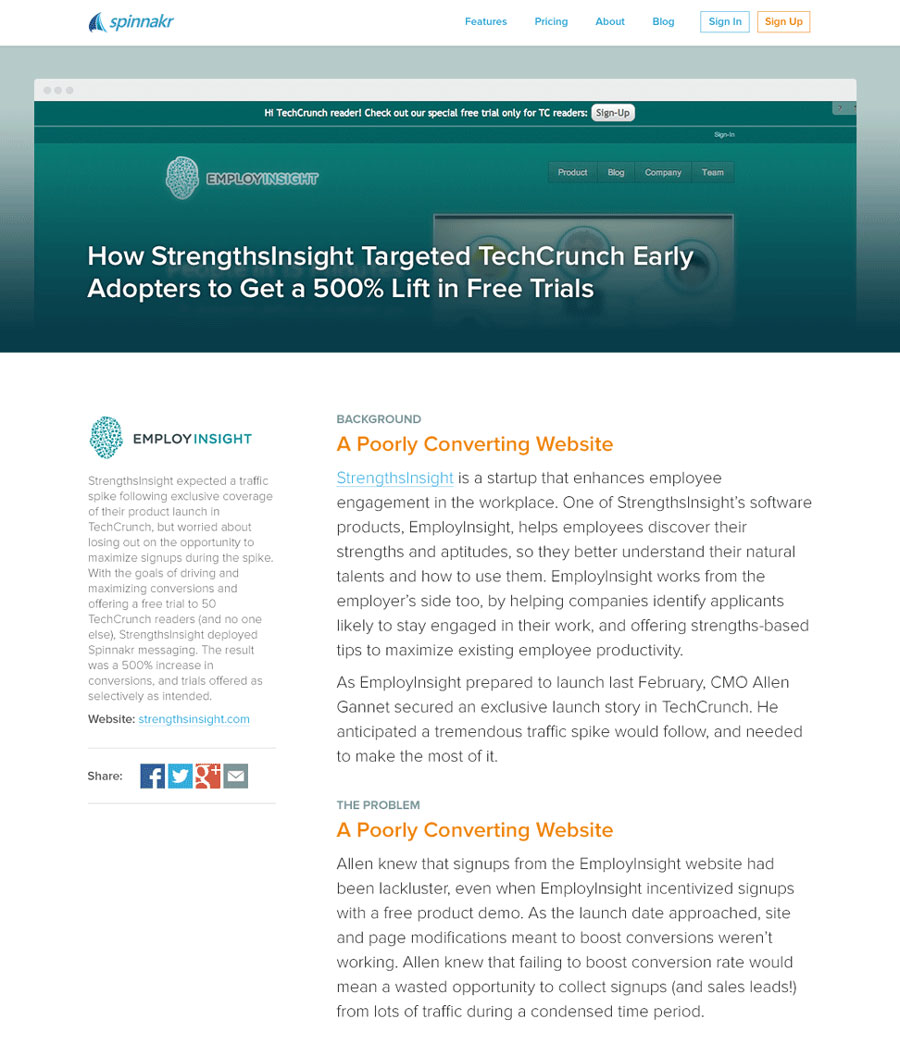 spinnakr
Features Pricing About Blog Sign In Sign Up
Hi TechCrunch reader! Check out our special free trial only for TC readers: Sign-Up
Sign-In
EMPLOYINSIGHT
Product Blog Company Team
How StrengthsInsight Targeted TechCrunch Early
Adopters to Get a 500% Lift in Free Trials
EMPLOYINSIGHT
StrengthsInsight expected a traffic
spike following exclusive coverage
of their product launch in
TechCrunch, but worried about
losing out on the opportunity to
maximize signups during the spike.
With the goals of driving and
maximizing conversions and
offering a free trial to 50
TechCrunch readers (and no one
else), StrengthsInsight deployed
Spinnakr messaging. The result
was a 500% increase in
conversions, and trials offered as
selectively as intended.
Website: strengthsinsight.com
Share:
BACKGROUND
A Poorly Converting Website
StrengthsInsight is a startup that enhances employee
engagement in the workplace. One of StrengthsInsight's software
products, EmployInsight, helps employees discover their
strengths and aptitudes, so they better understand their natural
talents and how to use them. EmployInsight works from the
employer's side too, by helping companies identify applicants
likely to stay engaged in their work, and offering strengths-based
tips to maximize existing employee productivity.
As EmployInsight prepared to launch last February, CMO Allen
Gannet secured an exclusive launch story in TechCrunch. He
anticipated a tremendous traffic spike would follow, and needed
to make the most of it.
THE PROBLEM
A Poorly Converting Website
Allen knew that signups from the EmployInsight website had
been lackluster, even when EmployInsight incentivized signups
with a free product demo. As the launch date approached, site
and page modifications meant to boost conversions weren't
working. Allen knew that failing to boost conversion rate would
mean a wasted opportunity to collect signups (and sales leads!)
from lots of traffic during a condensed time period.